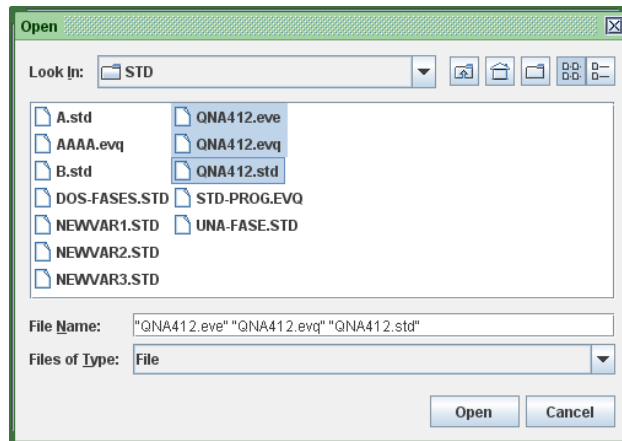 Open
Look In: STD
A.std QNA412.eve
AAAA.evq QNA412.evq
B.std QNA412.std
DOS-FASES.STD STD-PROG.EVQ
NEWVAR1.STD UNA-FASE.STD
NEWVAR2.STD
NEWVAR3.STD
File Name: "QNA412.eve" "QNA412.evq" "QNA412.std"
Files of Type: File
Open Cancel